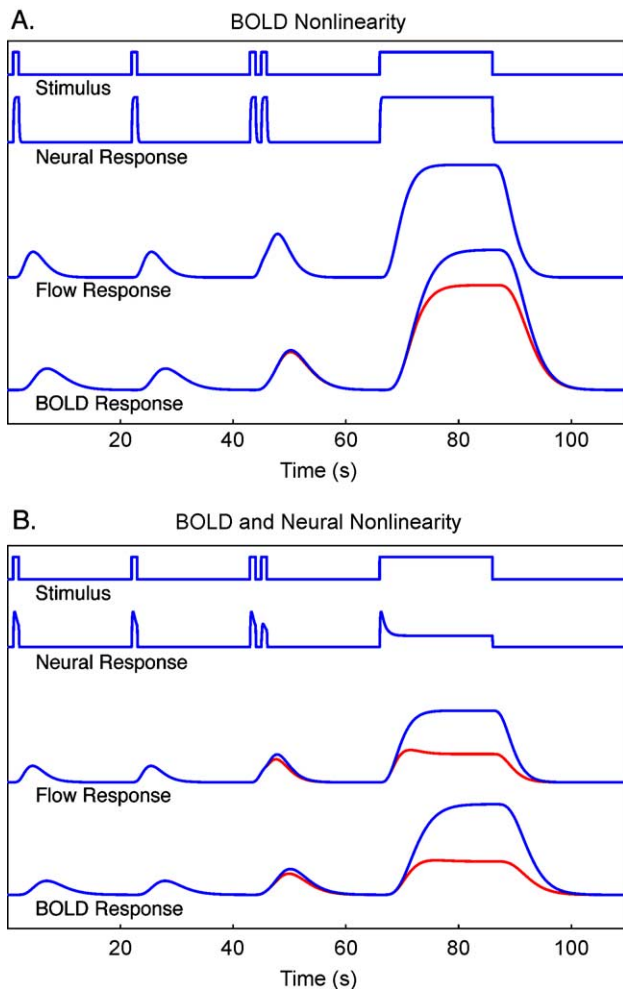 A.
BOLD Nonlinearity
Stimulus
Neural Response
Flow Response
BOLD Response
20 40 60 80 100
Time (s)
B.
BOLD and Neural Nonlinearity
Stimulus
Neural Response
Flow Response
BOLD Response
20 40 60 80 100
Time (s)